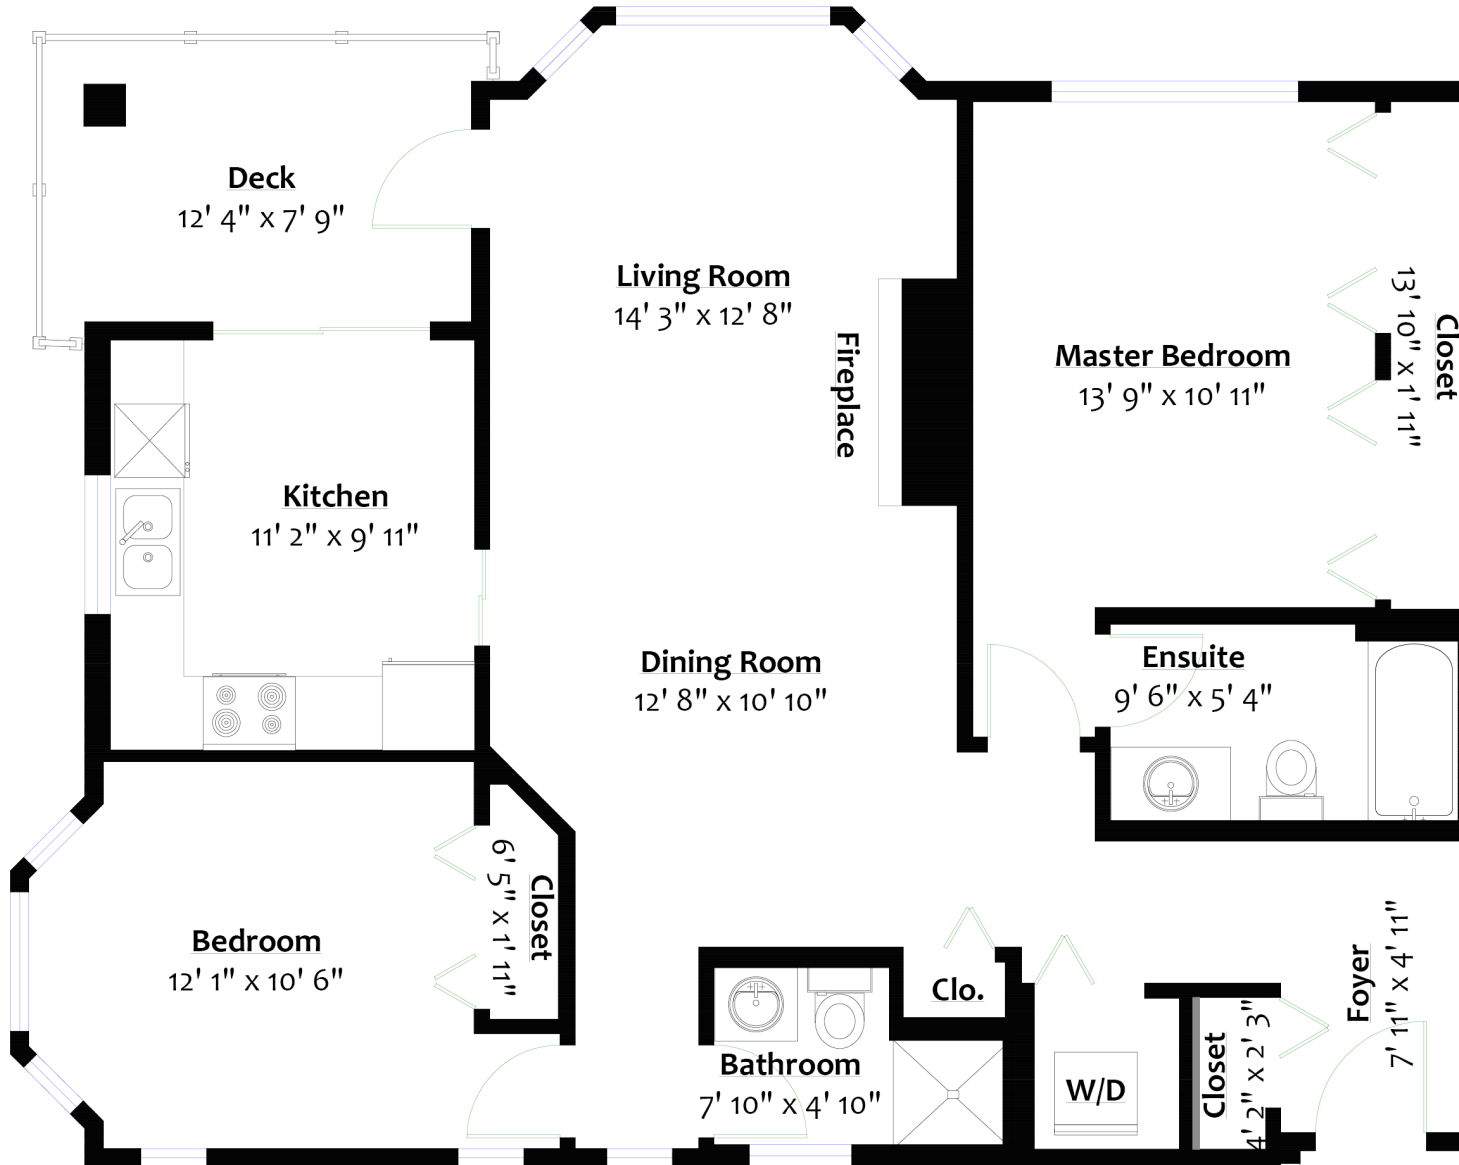 Deck
12' 4" x 7' 9"
Living Room
14' 3" x 12' 8"
Fireplace
Master Bedroom
13' 9" x 10' 11"
Closet
13' 10" x 1' 11"
Kitchen
11' 2" x 9' 11"
Dining Room
12' 8" x 10' 10"
Ensuite
9' 6" x 5' 4"
Bedroom
12' 1" x 10' 6"
Closet
6' 5" x 1' 11"
Clo.
Bathroom
7' 10" x 4' 10"
W/D
Closet
4' 2" x 2' 3"
Foyer
7' 11" x 4' 11"